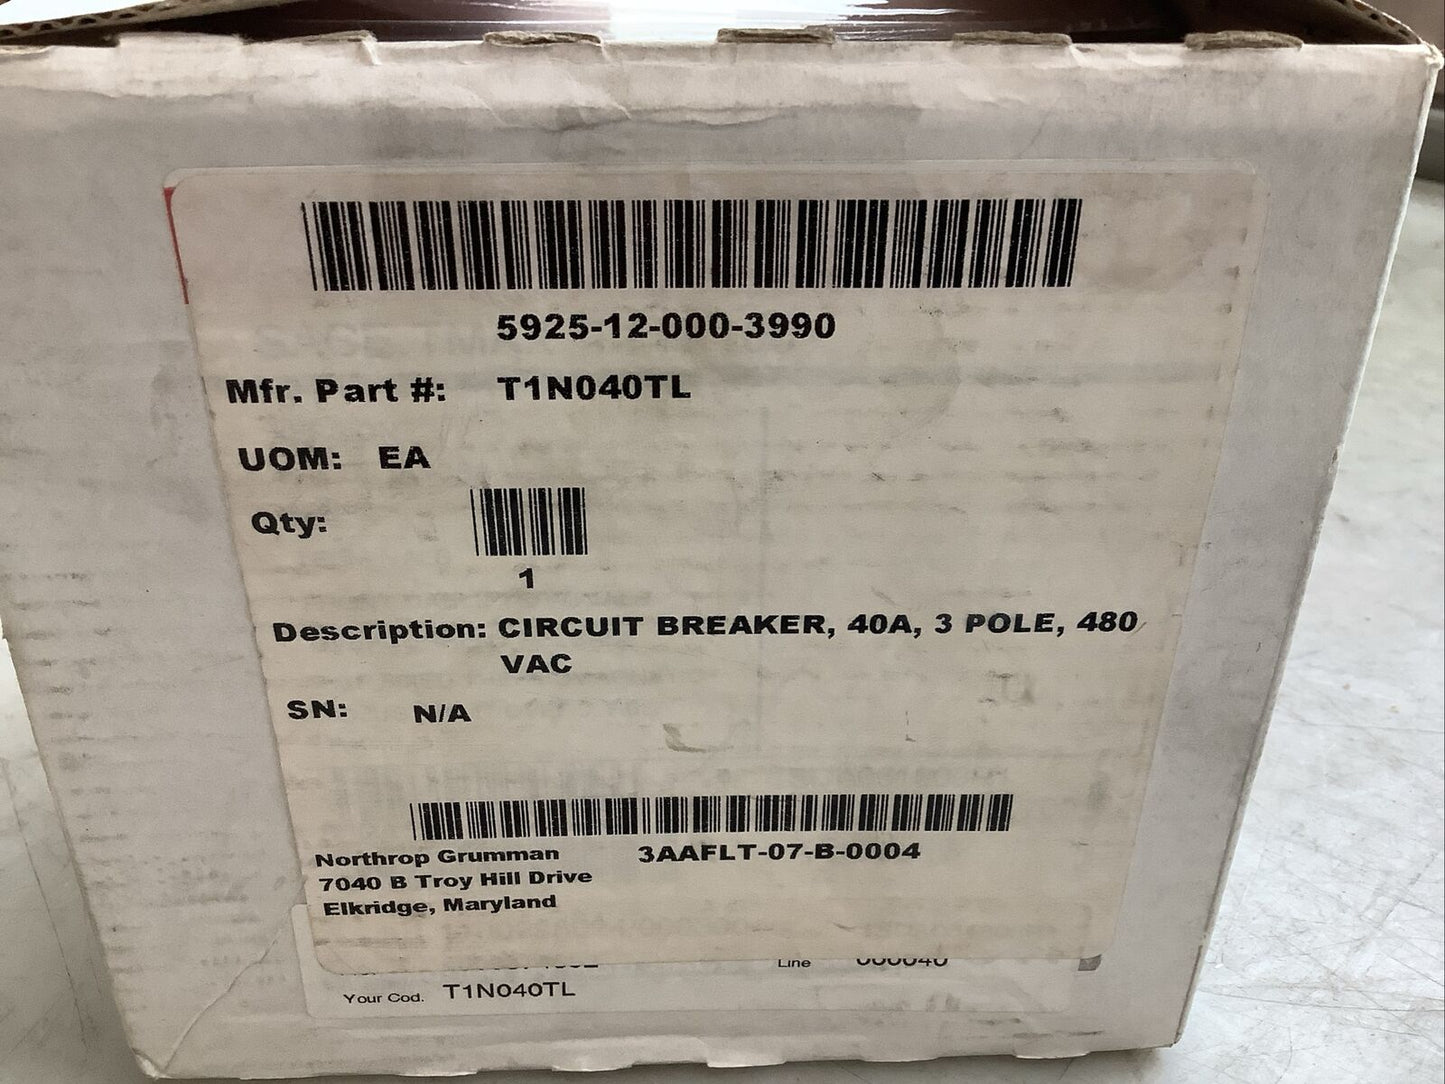 5925-12-000-3990
Mfr. Part #: T1N040TL
UOM: EA
Qty:
1
Description: CIRCUIT BREAKER, 40A, 3 POLE, 480
VAC
SN: N/A
Northrop Grumman 3AAFLT-07-B-0004
7040 B Troy Hill Drive
Elkridge, Maryland
Line 000040
Your Cod. T1N040TL